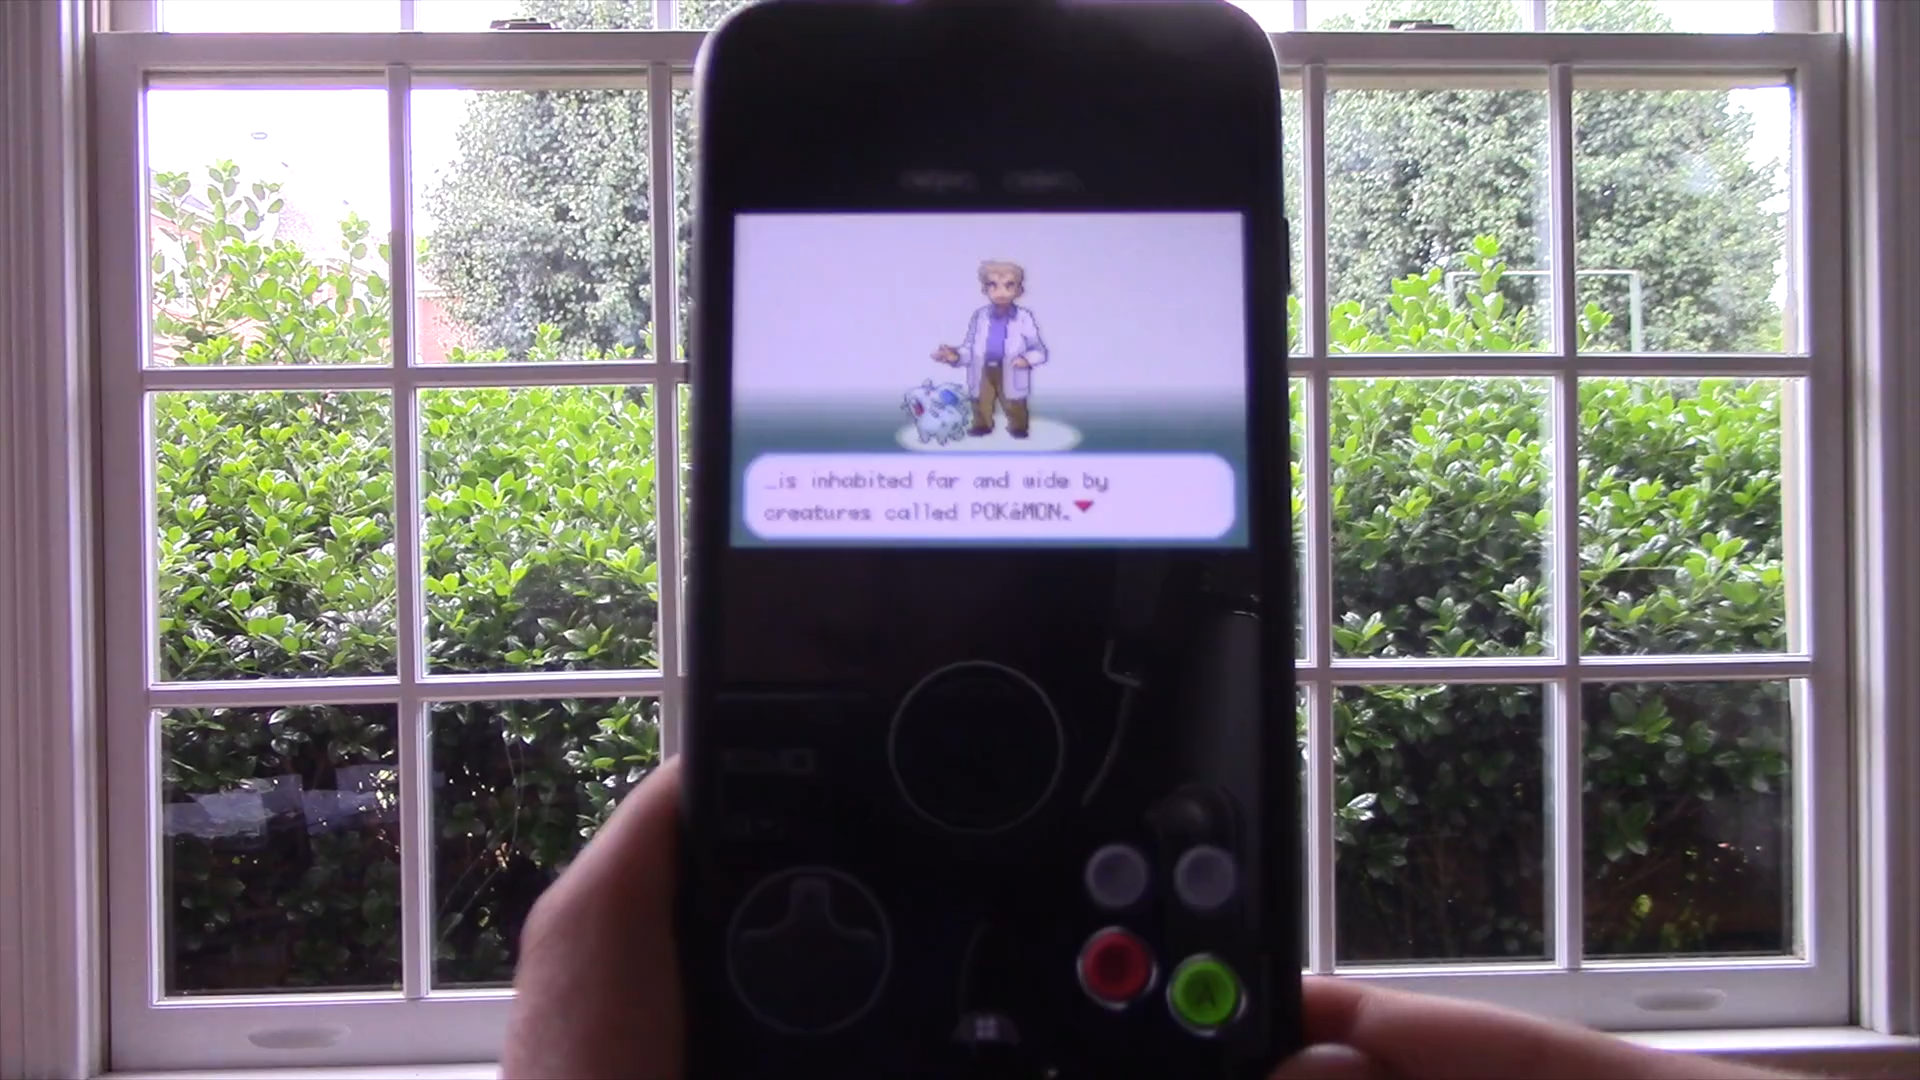 …is inhabited far and wide by
creatures called POKéMON.
A